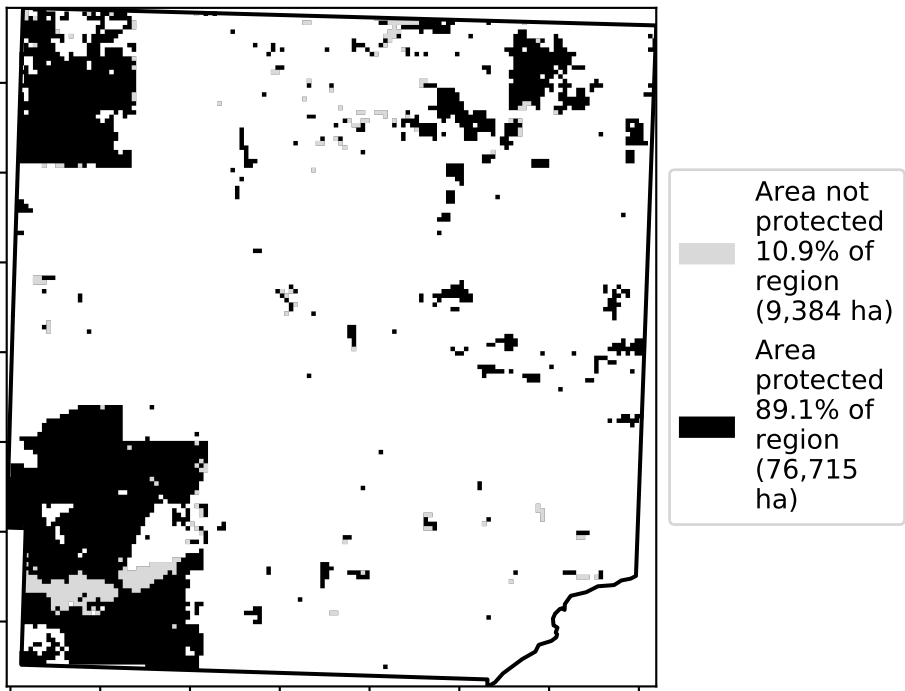 Area not
protected
10.9% of
region
(9,384 ha)
Area
protected
89.1% of
region
(76,715
ha)